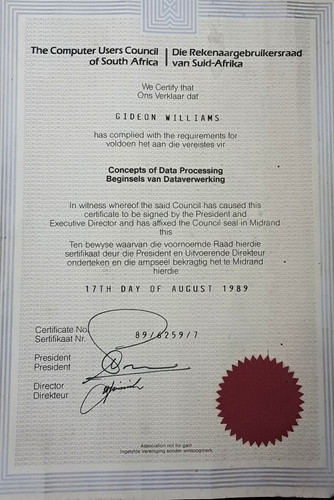 The Computer Users Council of South Africa
Die Rekenaargebruikersraad van Suid-Afrika
We Certify that
Ons Verklaar dat
GIDEON WILLIAMS
has complied with the requirements for
voldoen het aan die vereistes vir
Concepts of Data Processing
Beginsels van Dataverwerking
In witness whereof the said Council has caused this
certificate to be signed by the President and
Executive Director and has affixed the Council seal in Midrand
this
Ten bewyse waarvan die voornoemde Raad hierdie
sertifikaat deur die President en Uitvoerende Direkteur
onderteken en die ampseel bekragtig het te Midrand
hierdie
17TH DAY OF AUGUST 1989
Certificate No.
Sertifikaat Nr. 89/6259/7
President
President
Director
Direkteur
Association not for gain
Ingelyfde Vereniging sonder winsoogmerk